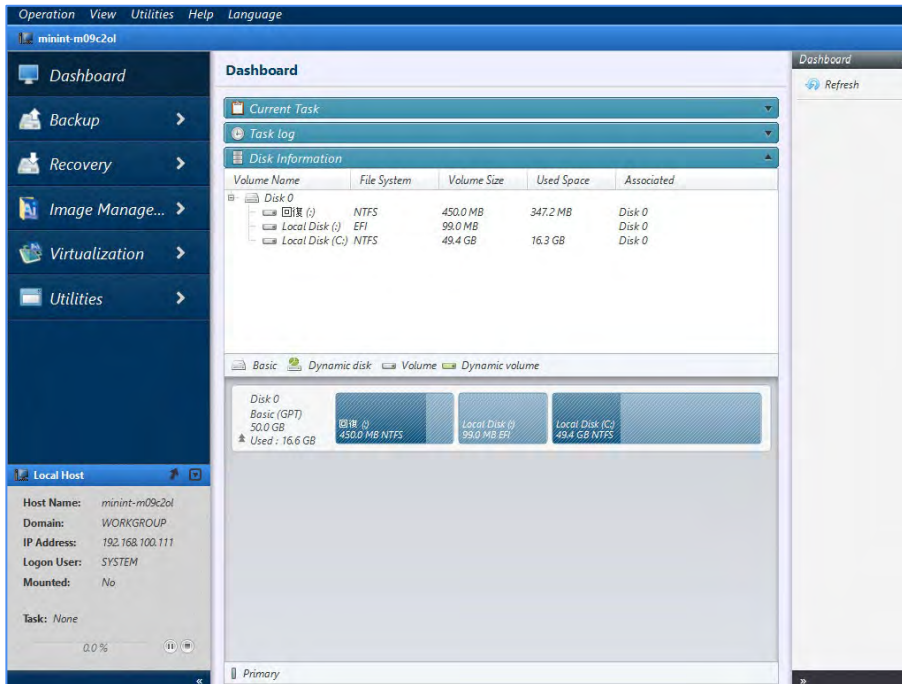 Operation View Utilities Help Language
minint-m09c2ol
Dashboard
Backup
Recovery
Image Manage...
Virtualization
Utilities
Dashboard
Current Task
Task log
Disk Information
Volume Name File System Volume Size Used Space Associated
Disk 0
回復 (:) NTFS 450.0 MB 347.2 MB Disk 0
Local Disk (:) EFI 99.0 MB Disk 0
Local Disk (C:) NTFS 49.4 GB 16.3 GB Disk 0
Basic Dynamic disk Volume Dynamic volume
Disk 0
Basic (GPT)
50.0 GB
Used : 16.6 GB
回復 (:)
450.0 MB NTFS
Local Disk (:)
99.0 MB EFI
Local Disk (C:)
49.4 GB NTFS
Primary
Dashboard
Refresh
Local Host
Host Name: minint-m09c2ol
Domain: WORKGROUP
IP Address: 192.168.100.111
Logon User: SYSTEM
Mounted: No
Task: None
0.0 %
«
»